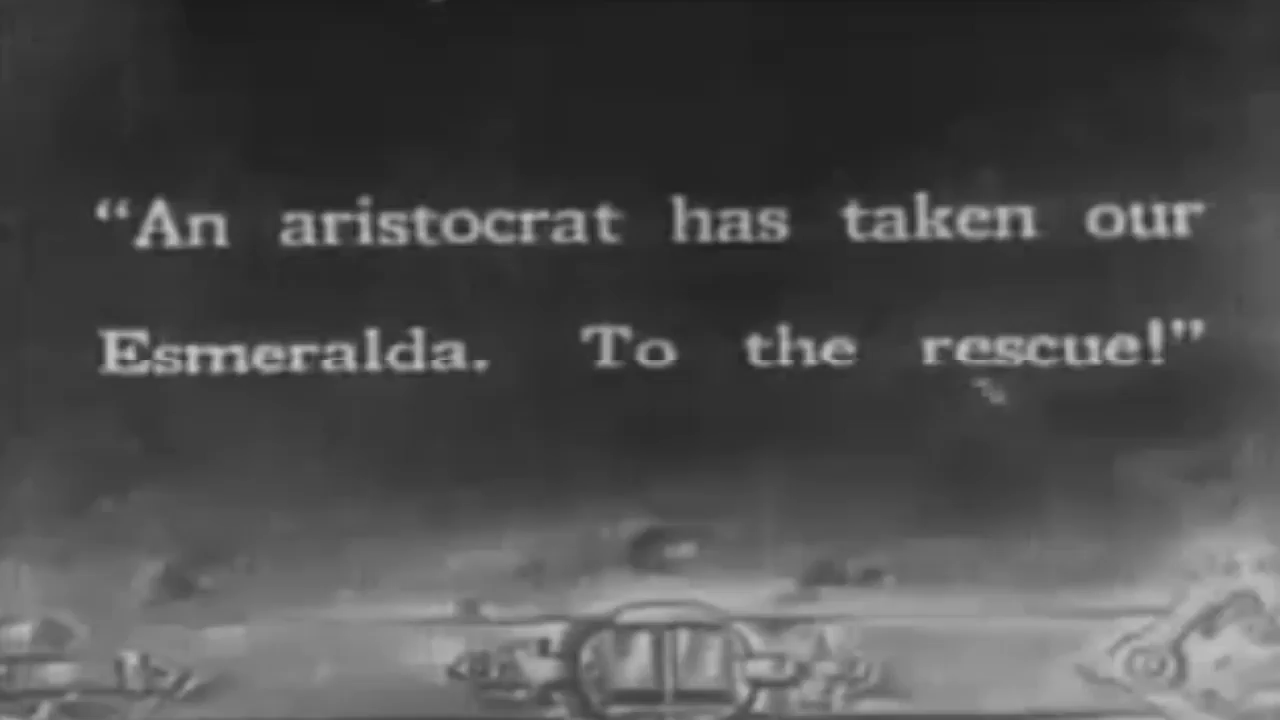 “An aristocrat has taken our
Esmeralda. To the rescue!”